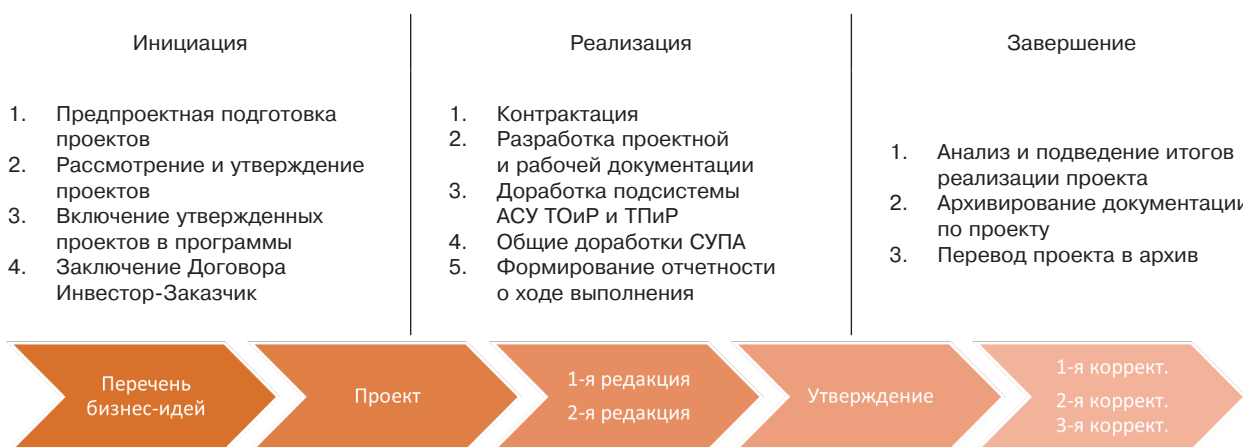 Инициация
1. Предпроектная подготовка
проектов
2. Рассмотрение и утверждение
проектов
3. Включение утвержденных
проектов в программы
4. Заключение Договора
Инвестор-Заказчик
Реализация
1. Контрактация
2. Разработка проектной
и рабочей документации
3. Доработка подсистемы
АСУ ТОиР и ТПиР
4. Общие доработки СУПА
5. Формирование отчетности
о ходе выполнения
Завершение
1. Анализ и подведение итогов
реализации проекта
2. Архивирование документации
по проекту
3. Перевод проекта в архив
Перечень
бизнес-идей
Проект
1-я редакция
2-я редакция
Утверждение
1-я коррект.
2-я коррект.
3-я коррект.